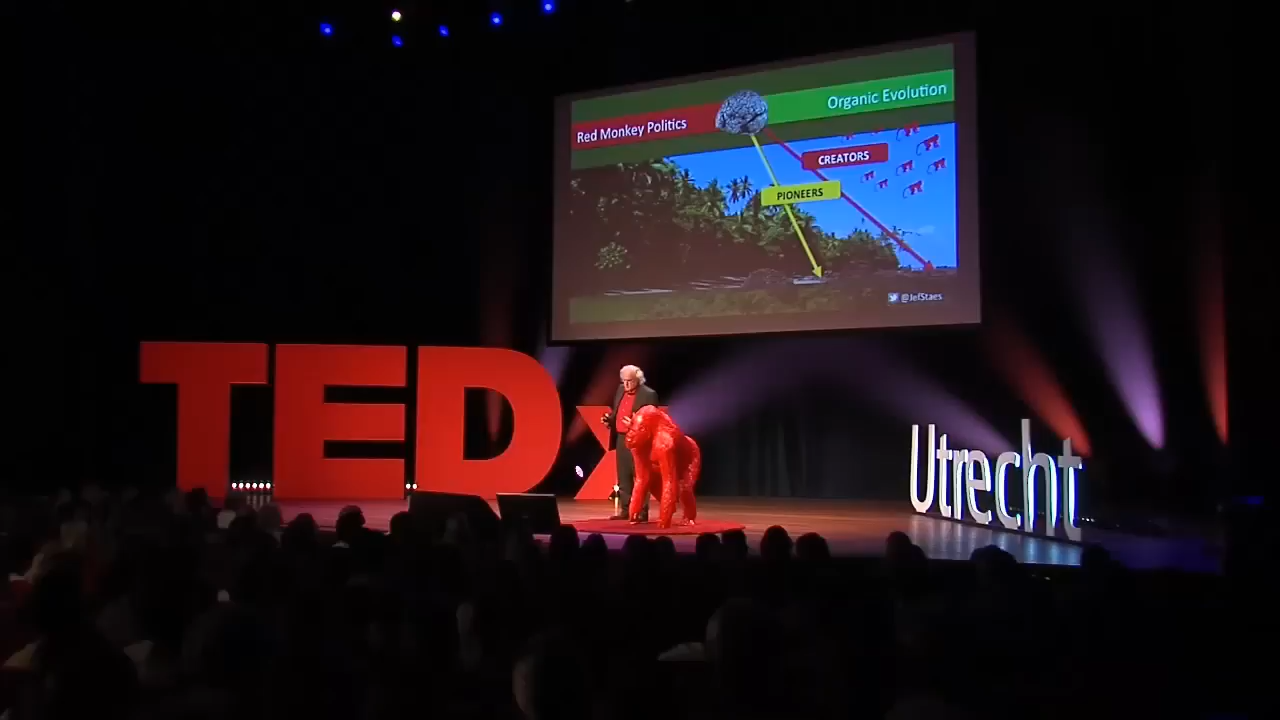 Red Monkey Politics
Organic Evolution
CREATORS
PIONEERS
@JefStaes
TEDx
Utrecht